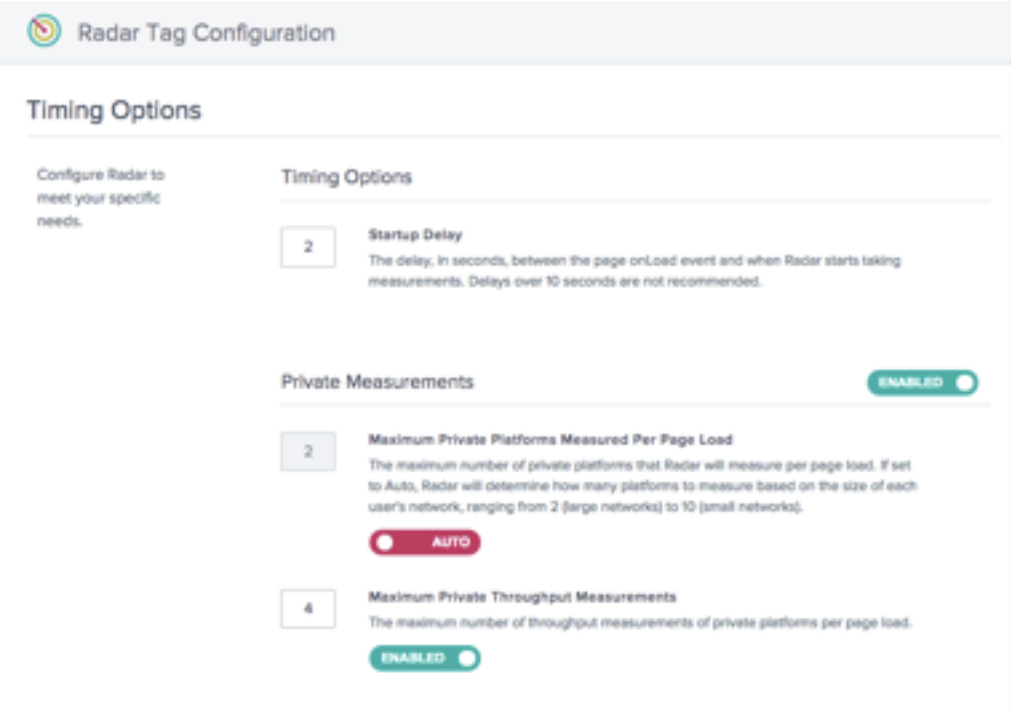 Radar Tag Configuration
Timing Options
Configure Radar to
meet your specific
needs.
Timing Options
2
Startup Delay
The delay, in seconds, between the page onLoad event and when Radar starts taking
measurements. Delays over 10 seconds are not recommended.
Private Measurements
ENABLED
2
Maximum Private Platforms Measured Per Page Load
The maximum number of private platforms that Radar will measure per page load. If set
to Auto, Radar will determine how many platforms to measure based on the size of each
user's network, ranging from 2 (large networks) to 10 (small networks).
AUTO
4
Maximum Private Throughput Measurements
The maximum number of throughput measurements of private platforms per page load.
ENABLED